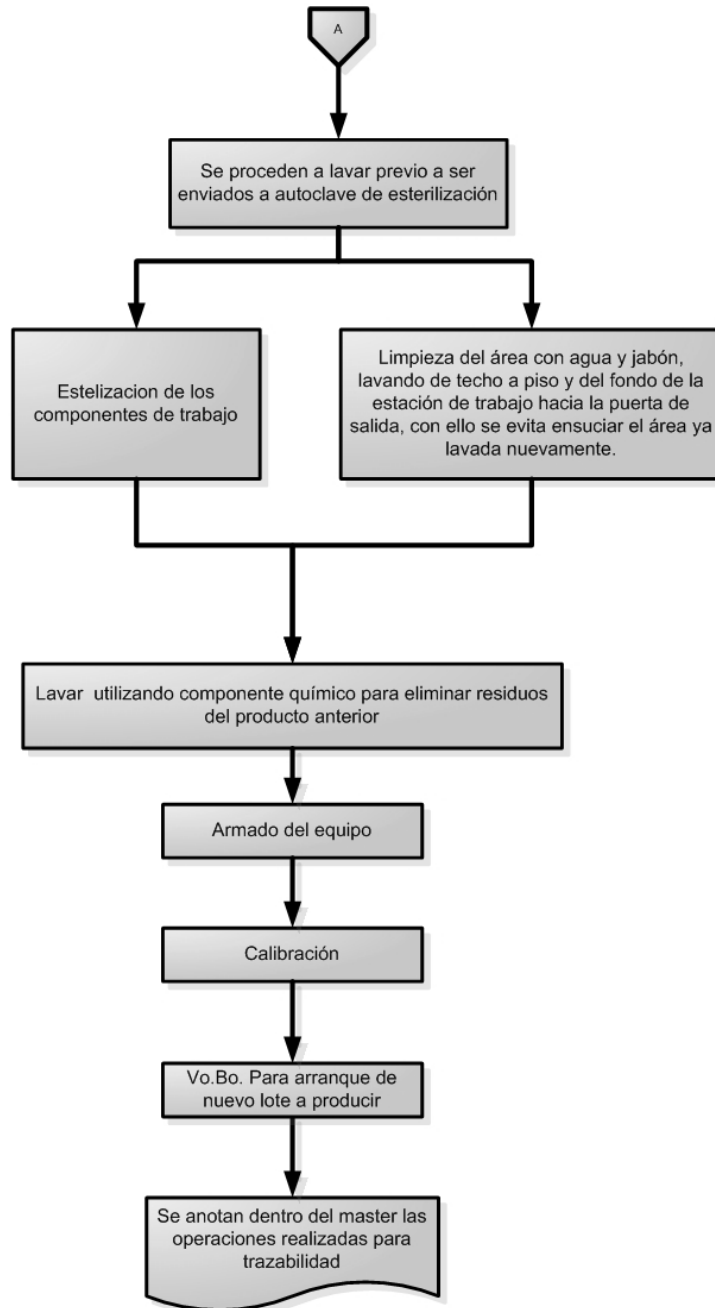 A
Se proceden a lavar previo a ser
enviados a autoclave de esterilización
Estelizacion de los
componentes de trabajo
Limpieza del área con agua y jabón,
lavando de techo a piso y del fondo de la
estación de trabajo hacia la puerta de
salida, con ello se evita ensuciar el área ya
lavada nuevamente.
Lavar utilizando componente químico para eliminar residuos
del producto anterior
Armado del equipo
Calibración
Vo.Bo. Para arranque de
nuevo lote a producir
Se anotan dentro del master las
operaciones realizadas para
trazabilidad